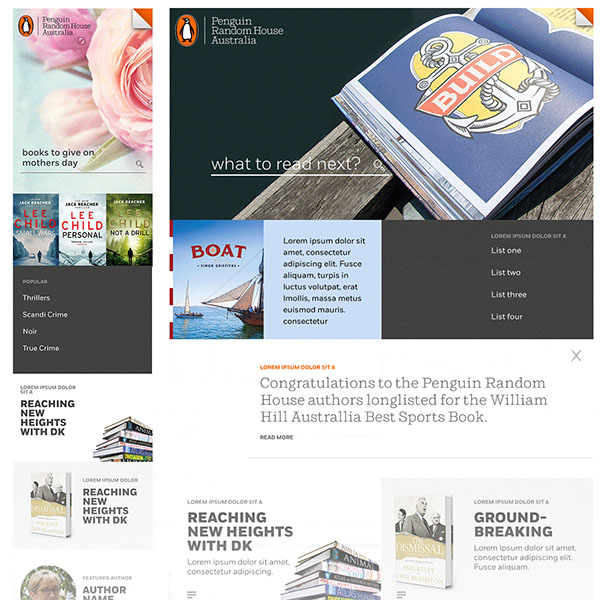 Penguin
Random House
Australia
books to give on
mothers day
JACK REACHER
LEE
CHILD
SMALL WARS
JACK REACHER
LEE
CHILD
PERSONAL
JACK REACHER
LEE
CHILD
NOT A DRILL
POPULAR
Thrillers
Scandi Crime
Noir
True Crime
LOREM IPSUM DOLOR
SIT A
REACHING
NEW
HEIGHTS
WITH DK
LOREM IPSUM DOLOR
REACHING
NEW
HEIGHTS
WITH DK
DISMISSAL
FEATURED AUTHOR
AUTHOR
NAME
Penguin
Random House
Australia
BUILD
what to read next?
BOAT
SIMON GRIFFITHS
Lorem ipsum dolor sit
amet, consectetur
adipiscing elit. Fusce
aliquam, turpis in
luctus volutpat, erat
lmollis, massa metus
euismod mauris.
consectetur
LOREM IPSUM DOLOR SIT A
List one
List two
List three
List four
LOREM IPSUM DOLOR SIT A
Congratulations to the Penguin Random
House authors longlisted for the William
Hill Australlia Best Sports Book.
READ MORE
LOREM IPSUM DOLOR SIT A
REACHING
NEW HEIGHTS
WITH DK
Lorem ipsum dolor sit amet,
consectetur adipiscing.
LOREM IPSUM DOLOR SIT A
GROUND-
BREAKING
Lorem ipsum dolor sit amet,
consectetur adipiscing elit.
Fusce aliquam.
THE
DISMISSAL
PAUL KELLY
TROY BRAMSTON